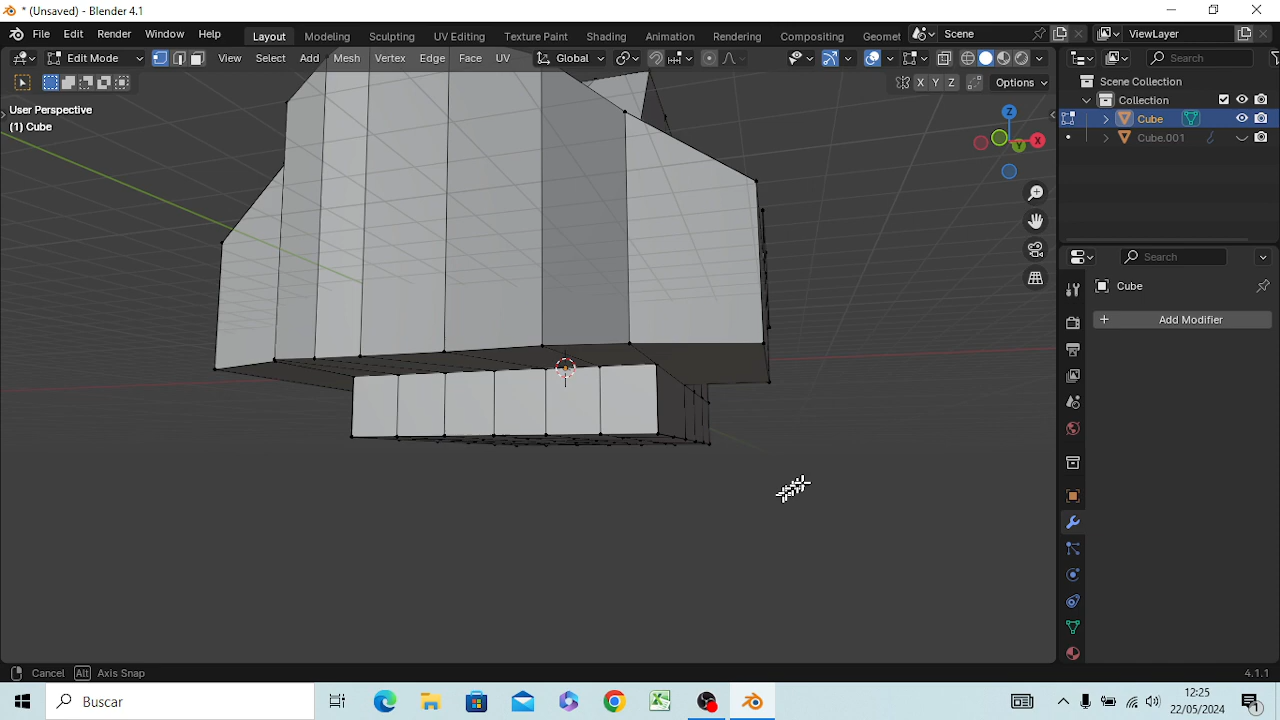 * (Unsaved) - Blender 4.1
File Edit Render Window Help Layout Modeling Sculpting UV Editing Texture Paint Shading Animation Rendering Compositing Geomet Scene ViewLayer
Edit Mode View Select Add Mesh Vertex Edge Face UV Global Search
X Y Z Options
User Perspective
(1) Cube
Scene Collection
Collection
Cube
Cube.001
Z
X
Y
Search
Cube
+ Add Modifier
Cancel Alt Axis Snap 4.1.1
Buscar
12:25
22/05/2024
1